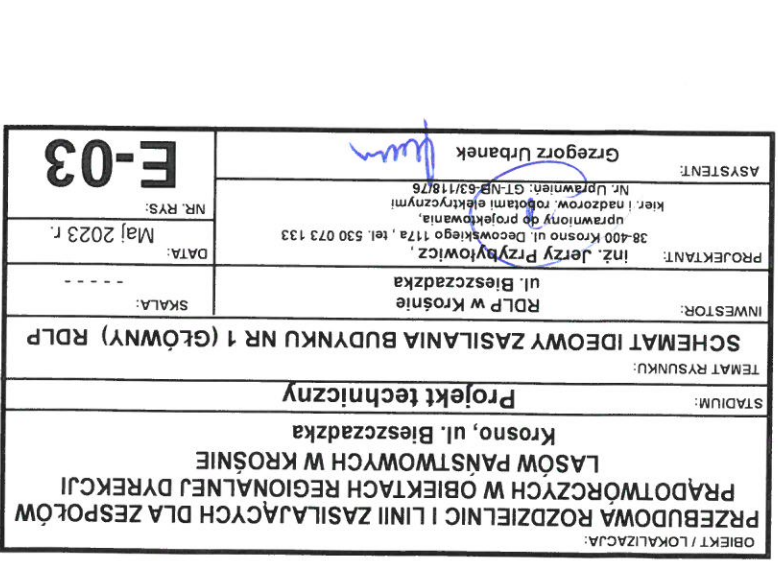 OBIEKT / LOKALIZACJA:
PRZEBUDOWA ROZDZIELNIC I LINII ZASILAJĄCYCH DLA ZESPOŁÓW
PRĄDOTWÓRCZYCH W OBIEKTACH REGIONALNEJ DYREKCJI
LASÓW PAŃSTWOWYCH W KROŚNIE
Krosno, ul. Bieszczadzka
STADIUM:
Projekt techniczny
TEMAT RYSUNKU:
SCHEMAT IDEOWY ZASILANIA BUDYNKU NR 1 (GŁÓWNY) RDLP
INWESTOR:
RDLP w Krośnie
ul. Bieszczadzka
SKALA:
- - - - -
PROJEKTANT:
inż. Jerzy Przybyłowicz ,
38-400 Krosno ul. Decowskiego 117a , tel. 530 073 133
uprawniony do projektowania,
kier. i nadzorow. robotami elektrycznymi
Nr. Uprawnień: GT-NB-63/118/76
DATA:
Maj 2023 r.
ASYSTENT:
Grzegorz Urbanek
NR. RYS:
E-03